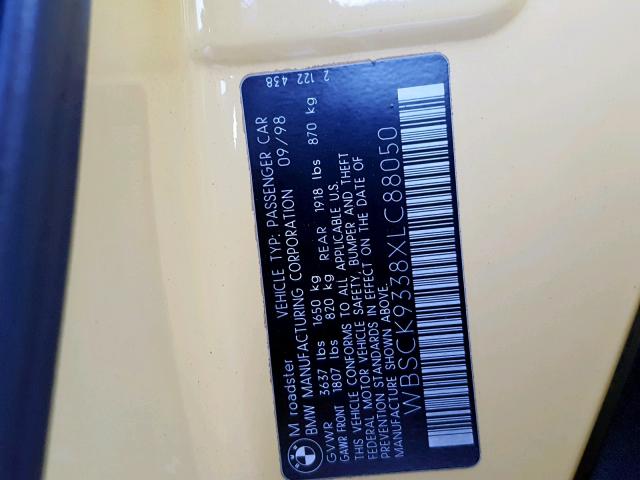 M roadster VEHICLE TYP: PASSENGER CAR
BMW MANUFACTURING CORPORATION 09/98
GVWR 3637 lbs 1650 kg
GAWR FRONT 1807 lbs 820 kg REAR 1918 lbs 870 kg
THIS VEHICLE CONFORMS TO ALL APPLICABLE U.S.
FEDERAL MOTOR VEHICLE SAFETY, BUMPER AND THEFT
PREVENTION STANDARDS IN EFFECT ON THE DATE OF
MANUFACTURE SHOWN ABOVE.
WBSCK9338XLC88050
2 122 438